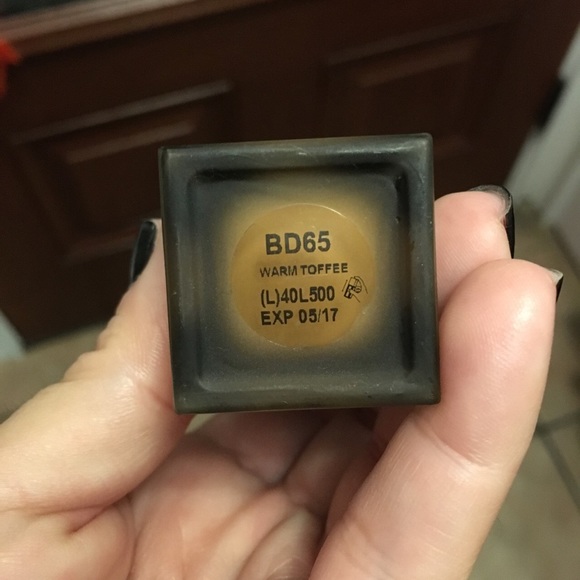 BD65
WARM TOFFEE
(L)40L500
EXP 05/17